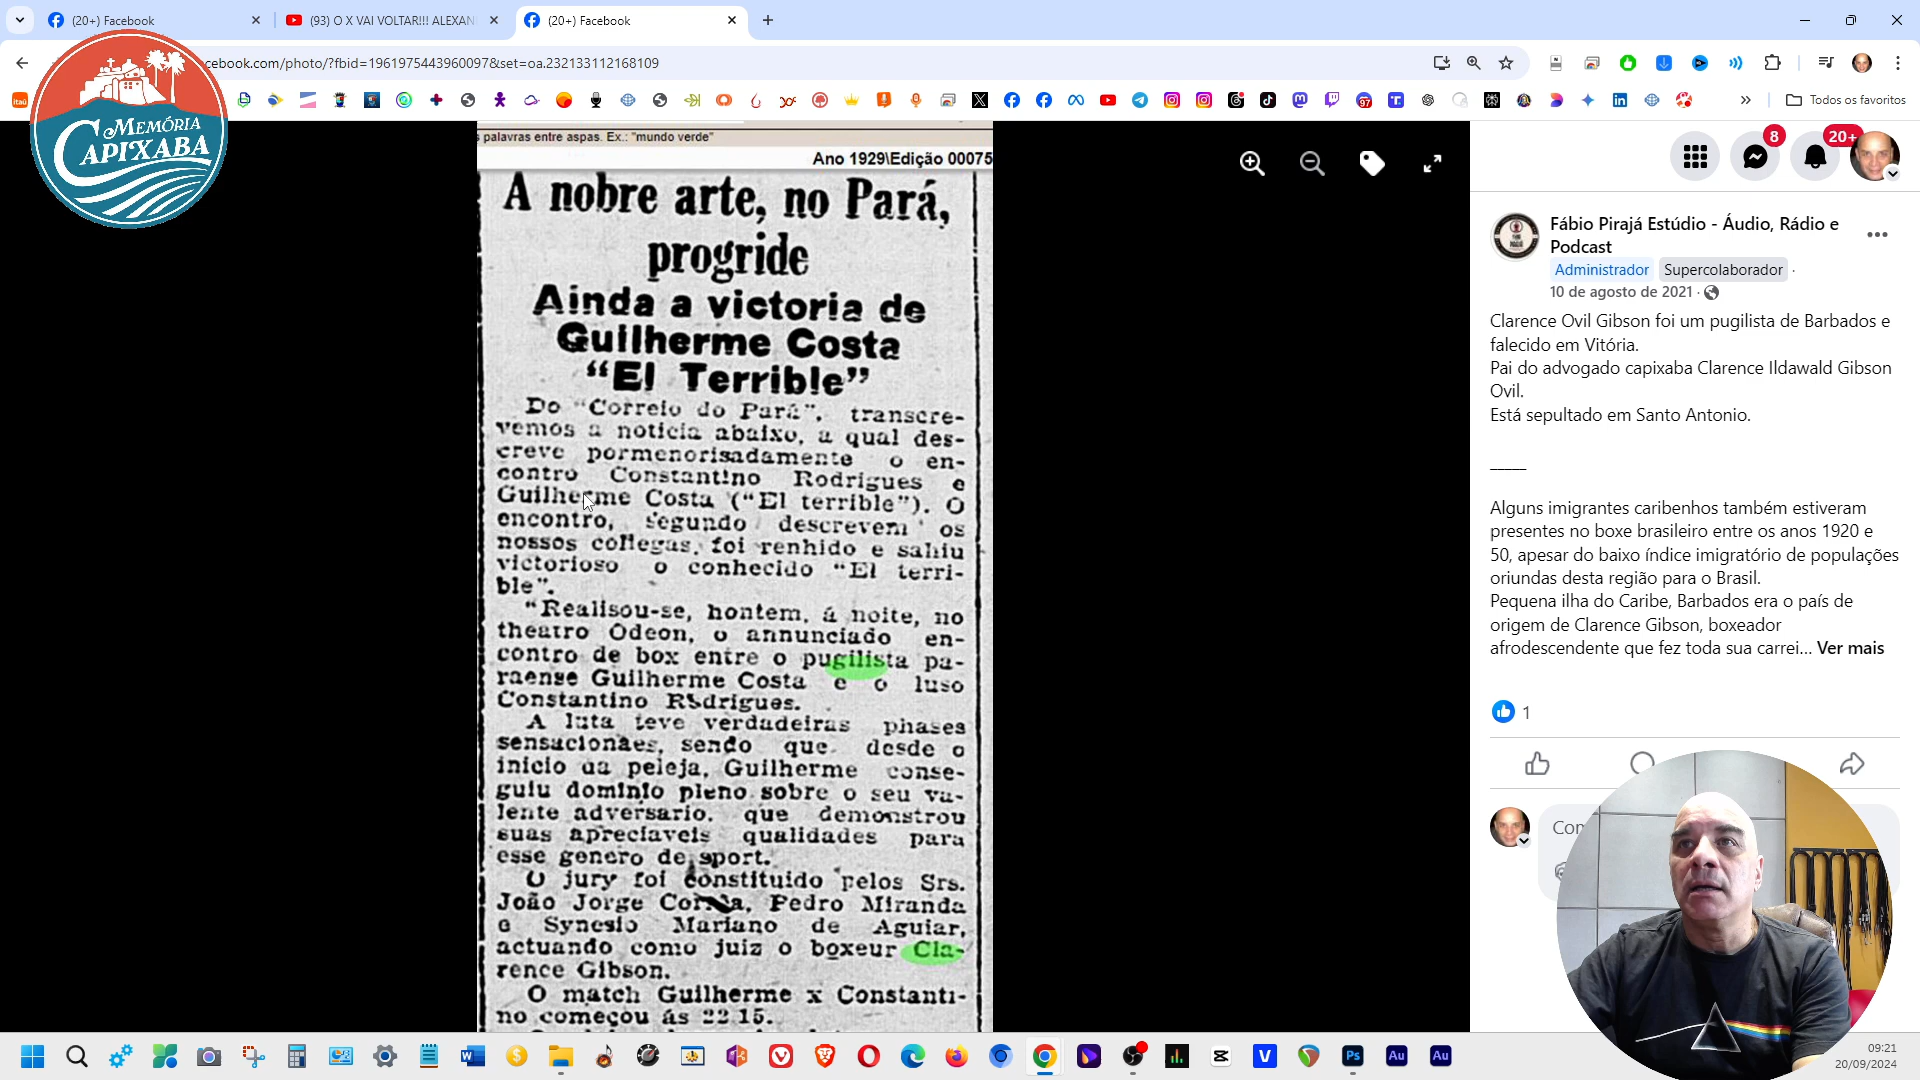 (20+) Facebook
(93) O X VAI VOLTAR!!! ALEXAN
(20+) Facebook
cebook.com/photo/?fbid=1961975443960097&set=oa.232133112168109
Todos os favoritos
MEMÓRIA
CAPIXABA
palavras entre aspas. Ex.: "mundo verde"
Ano 1929\Edição 00075
A nobre arte, no Pará,
progride
Ainda a victoria de
Guilherme Costa
"El Terrible"
Do "Correio do Pará", transcre-
vemos a noticia abaixo, a qual des-
creve pormenorisadamente o en-
contro Constantino Rodrigues e
Guilherme Costa ("El terrible"). O
encontro, segundo descrevem os
nossos collegas, foi renhido e sahiu
victorioso o conhecido "El terri-
ble".
"Realisou-se, hontem, á noite, no
theatro Odeon, o annunciado en-
contro de box entre o pugilista pa-
raense Guilherme Costa e o luso
Constantino Rodrigues.
A luta teve verdadeiras phases
sensacionaes, sendo que desde o
inicio da peleja, Guilherme conse-
guiu dominio pleno sobre o seu va-
lente adversario, que demonstrou
suas apreciaveis qualidades para
esse genero de sport.
O jury foi constituido pelos Srs.
João Jorge Corrêa, Pedro Miranda
e Synesio Mariano de Aguiar,
actuando como juiz o boxeur Cla-
rence Gibson.
O match Guilherme x Constanti-
no começou ás 22 15.
8
20+
Fábio Pirajá Estúdio - Áudio, Rádio e
Podcast
Administrador Supercolaborador ·
10 de agosto de 2021 ·
Clarence Ovil Gibson foi um pugilista de Barbados e
falecido em Vitória.
Pai do advogado capixaba Clarence Ildawald Gibson
Ovil.
Está sepultado em Santo Antonio.
_____
Alguns imigrantes caribenhos também estiveram
presentes no boxe brasileiro entre os anos 1920 e
50, apesar do baixo índice imigratório de populações
oriundas desta região para o Brasil.
Pequena ilha do Caribe, Barbados era o país de
origem de Clarence Gibson, boxeador
afrodescendente que fez toda sua carrei... Ver mais
1
09:21
20/09/2024